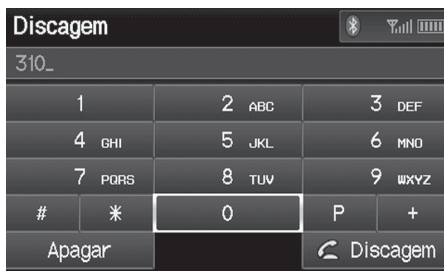 Discagem
310_
1 2 ABC 3 DEF
4 GHI 5 JKL 6 MNO
7 PQRS 8 TUV 9 WXYZ
# * 0 P +
Apagar Discagem